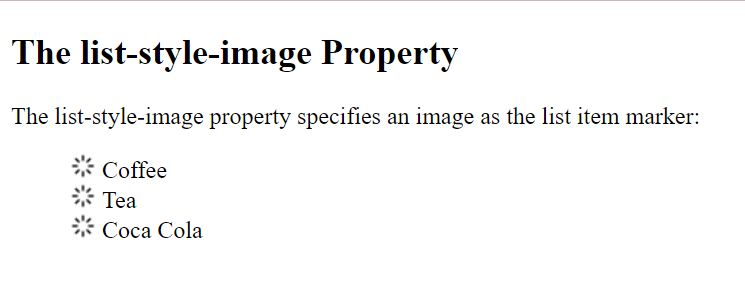 The list-style-image Property
The list-style-image property specifies an image as the list item marker:
Coffee
Tea
Coca Cola